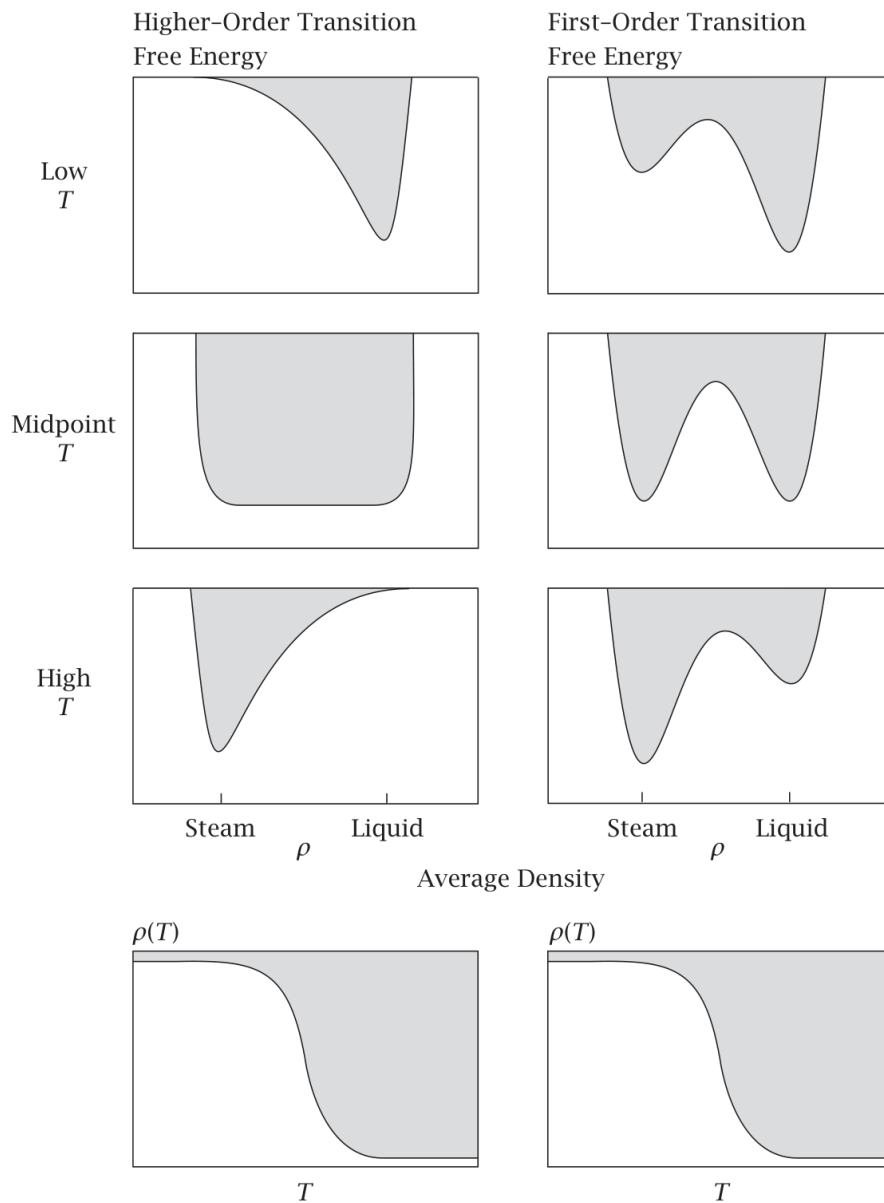 Higher–Order Transition
Free Energy
First–Order Transition
Free Energy
Low
T
Midpoint
T
High
T
Steam
Liquid
ρ
Steam
Liquid
ρ
Average Density
ρ(T)
ρ(T)
T
T